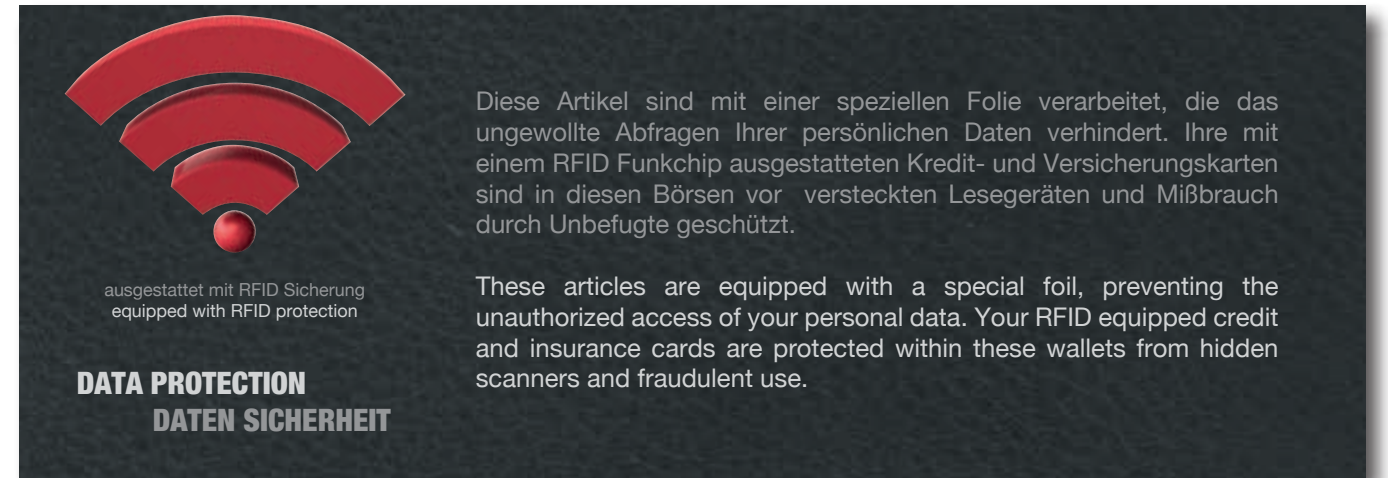 ausgestattet mit RFID Sicherung
equipped with RFID protection
DATA PROTECTION
DATEN SICHERHEIT
Diese Artikel sind mit einer speziellen Folie verarbeitet, die das
ungewollte Abfragen Ihrer persönlichen Daten verhindert. Ihre mit
einem RFID Funkchip ausgestatteten Kredit- und Versicherungskarten
sind in diesen Börsen vor versteckten Lesegeräten und Mißbrauch
durch Unbefugte geschützt.
These articles are equipped with a special foil, preventing the
unauthorized access of your personal data. Your RFID equipped credit
and insurance cards are protected within these wallets from hidden
scanners and fraudulent use.